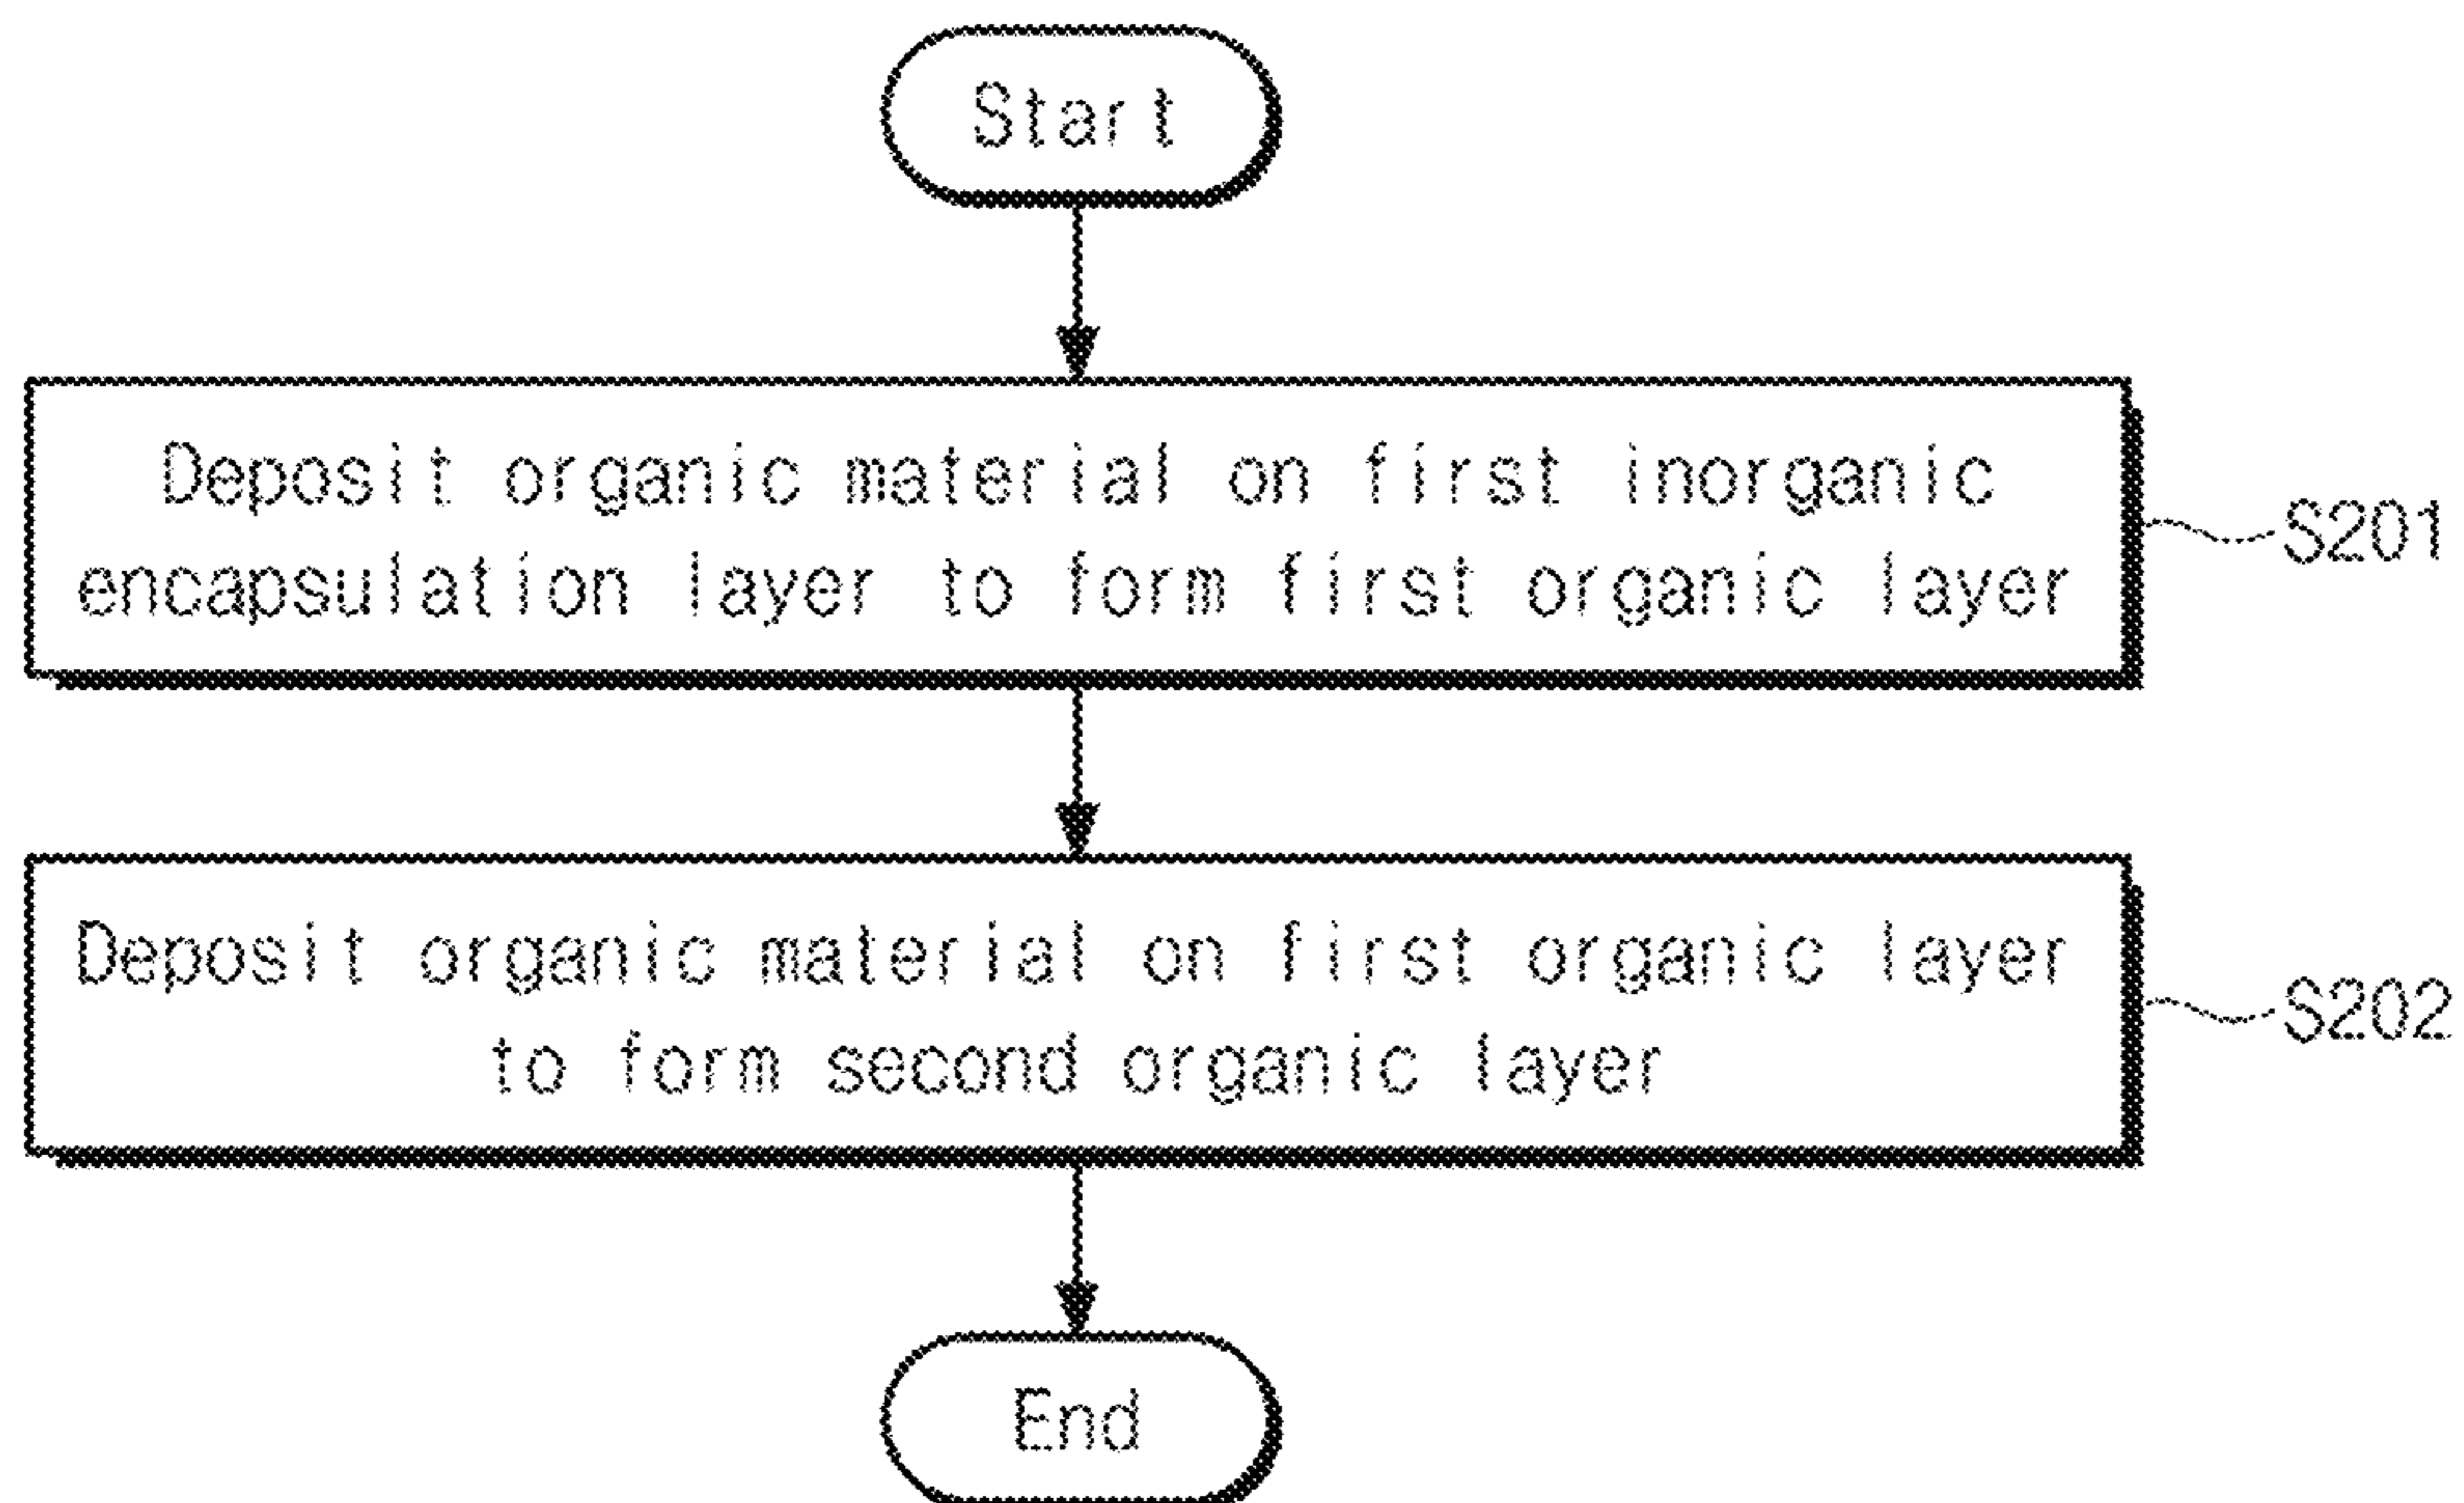 Start
Deposit organic material on first inorganic
encapsulation layer to form first organic layer
S201
Deposit organic material on first organic layer
to form second organic layer
S202
End